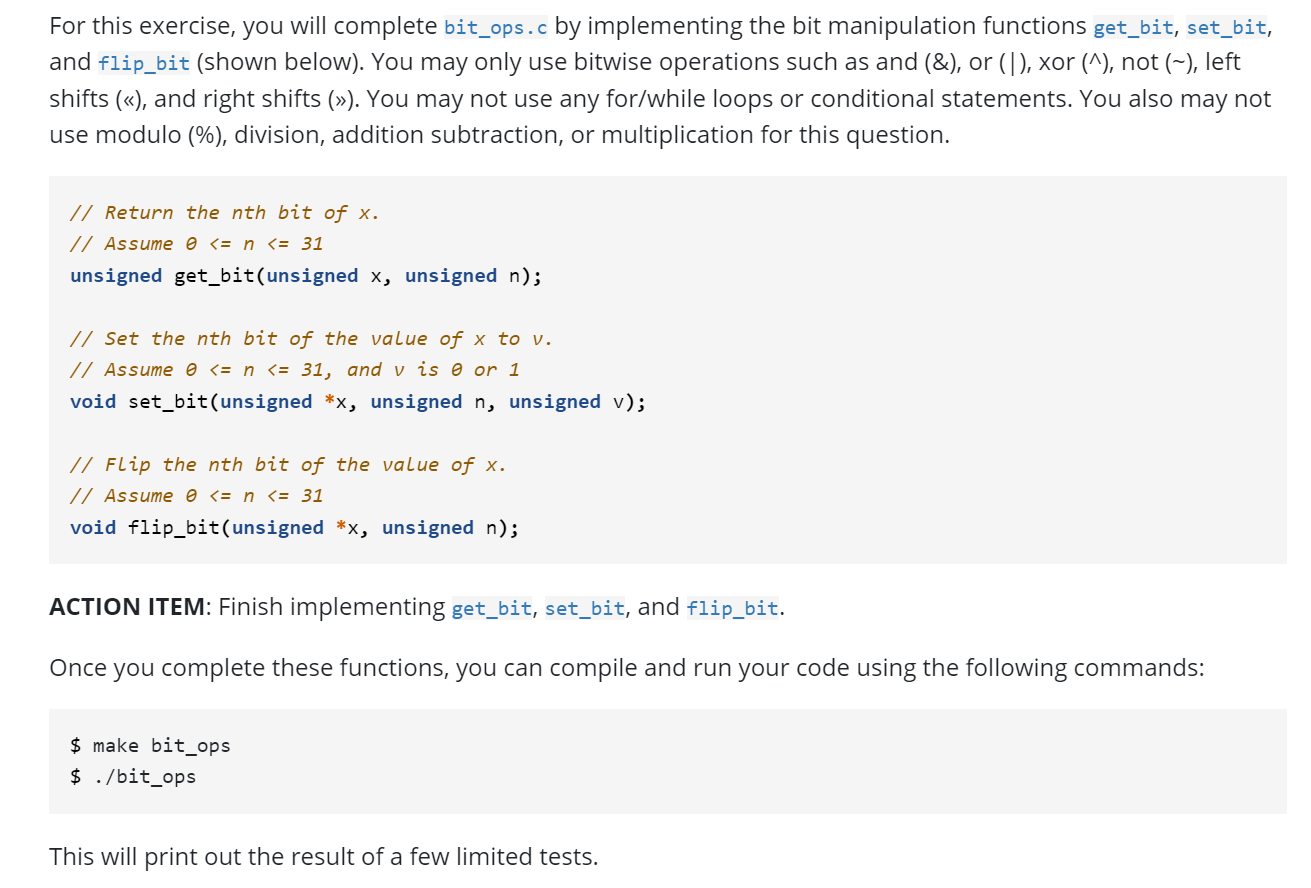 For this exercise, you will complete bit_ops.c by implementing the bit manipulation functions get_bit, set_bit,
and flip_bit (shown below). You may only use bitwise operations such as and (&), or (|), xor (^), not (~), left
shifts («), and right shifts (»). You may not use any for/while loops or conditional statements. You also may not
use modulo (%), division, addition subtraction, or multiplication for this question.
// Return the nth bit of x.
// Assume 0 <= n <= 31
unsigned get_bit(unsigned x, unsigned n);
// Set the nth bit of the value of x to v.
// Assume 0 <= n <= 31, and v is 0 or 1
void set_bit(unsigned *x, unsigned n, unsigned v);
// Flip the nth bit of the value of x.
// Assume 0 <= n <= 31
void flip_bit(unsigned *x, unsigned n);
ACTION ITEM: Finish implementing get_bit, set_bit, and flip_bit.
Once you complete these functions, you can compile and run your code using the following commands:
$ make bit_ops
$ ./bit_ops
This will print out the result of a few limited tests.